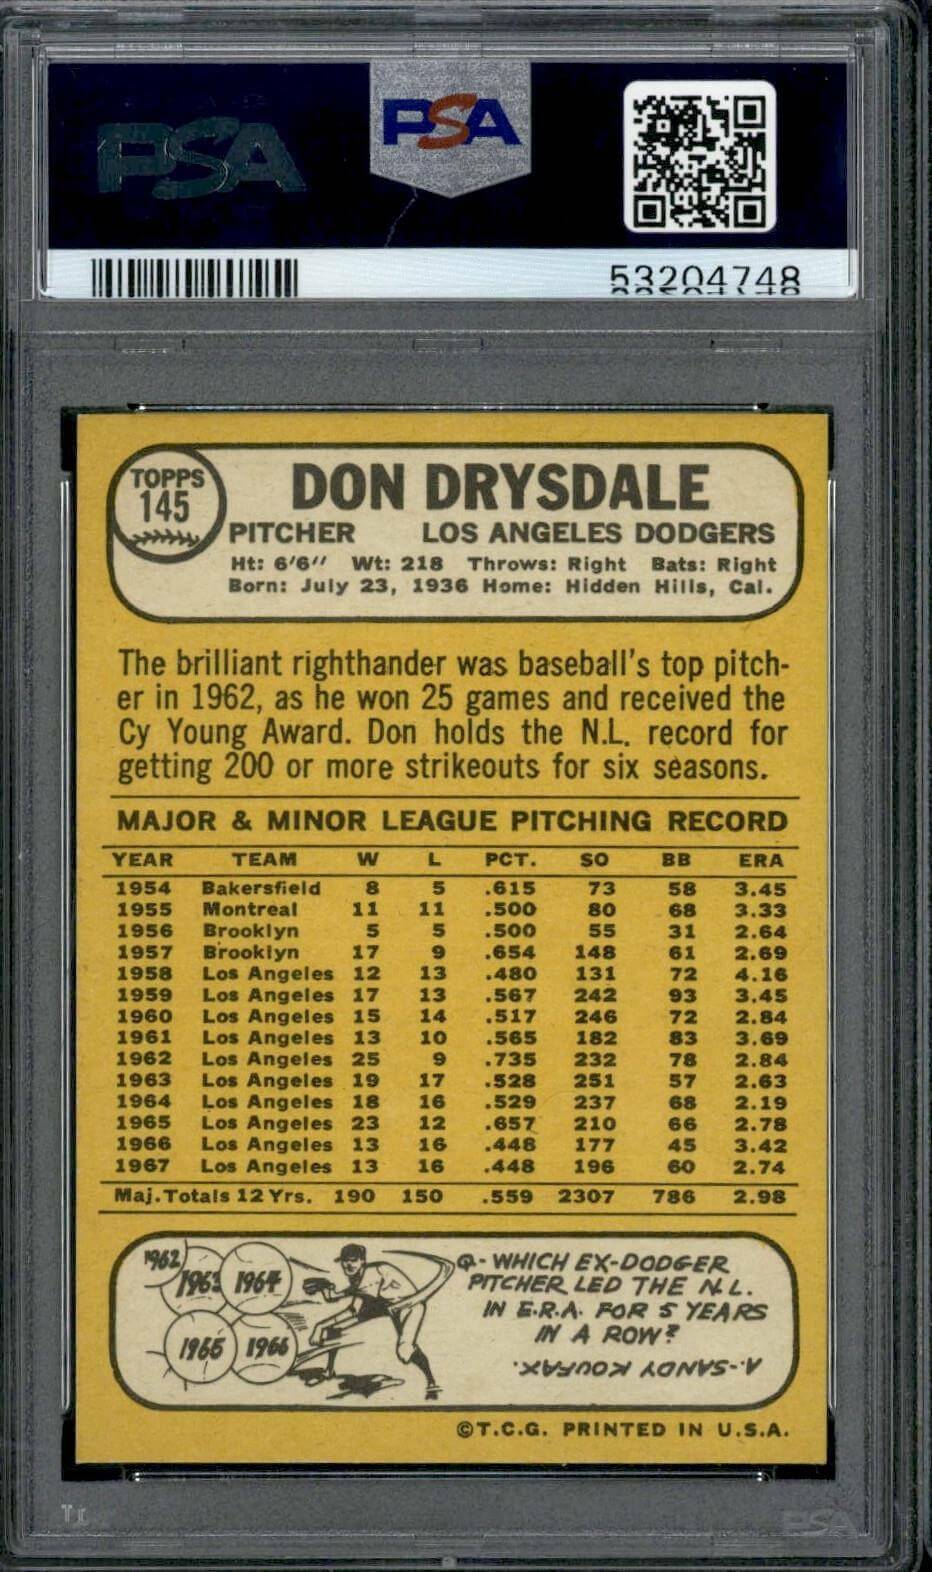 PSA
PSA
53204748
TOPPS
145
DON DRYSDALE
PITCHER LOS ANGELES DODGERS
Ht: 6'6" Wt: 218 Throws: Right Bats: Right
Born: July 23, 1936 Home: Hidden Hills, Cal.
The brilliant righthander was baseball's top pitch-
er in 1962, as he won 25 games and received the
Cy Young Award. Don holds the N.L. record for
getting 200 or more strikeouts for six seasons.
MAJOR & MINOR LEAGUE PITCHING RECORD
YEAR TEAM W L PCT. SO BB ERA
1954 Bakersfield 8 5 .615 73 58 3.45
1955 Montreal 11 11 .500 80 68 3.33
1956 Brooklyn 5 5 .500 55 31 2.64
1957 Brooklyn 17 9 .654 148 61 2.69
1958 Los Angeles 12 13 .480 131 72 4.16
1959 Los Angeles 17 13 .567 242 93 3.45
1960 Los Angeles 15 14 .517 246 72 2.84
1961 Los Angeles 13 10 .565 182 83 3.69
1962 Los Angeles 25 9 .735 232 78 2.84
1963 Los Angeles 19 17 .528 251 57 2.63
1964 Los Angeles 18 16 .529 237 68 2.19
1965 Los Angeles 23 12 .657 210 66 2.78
1966 Los Angeles 13 16 .448 177 45 3.42
1967 Los Angeles 13 16 .448 196 60 2.74
Maj. Totals 12 Yrs. 190 150 .559 2307 786 2.98
1962
1963 1964
1965 1966
Q- WHICH EX-DODGER
PITCHER LED THE N.L.
IN E.R.A. FOR 5 YEARS
IN A ROW?
A.-SANDY KOUFAX.
©T.C.G. PRINTED IN U.S.A.
PSA